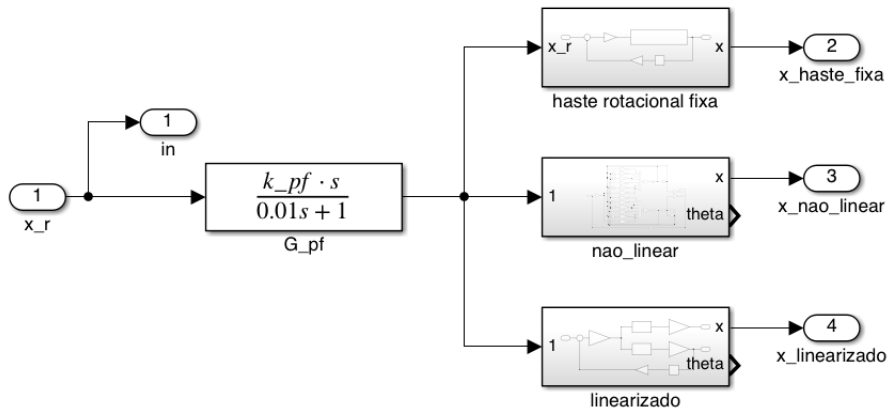 x_r
x
2
x_haste_fixa
haste rotacional fixa
1
in
1
x_r
k_pf · s
0.01s + 1
G_pf
1
x
theta
nao_linear
3
x_nao_linear
1
x
theta
linearizado
4
x_linearizado